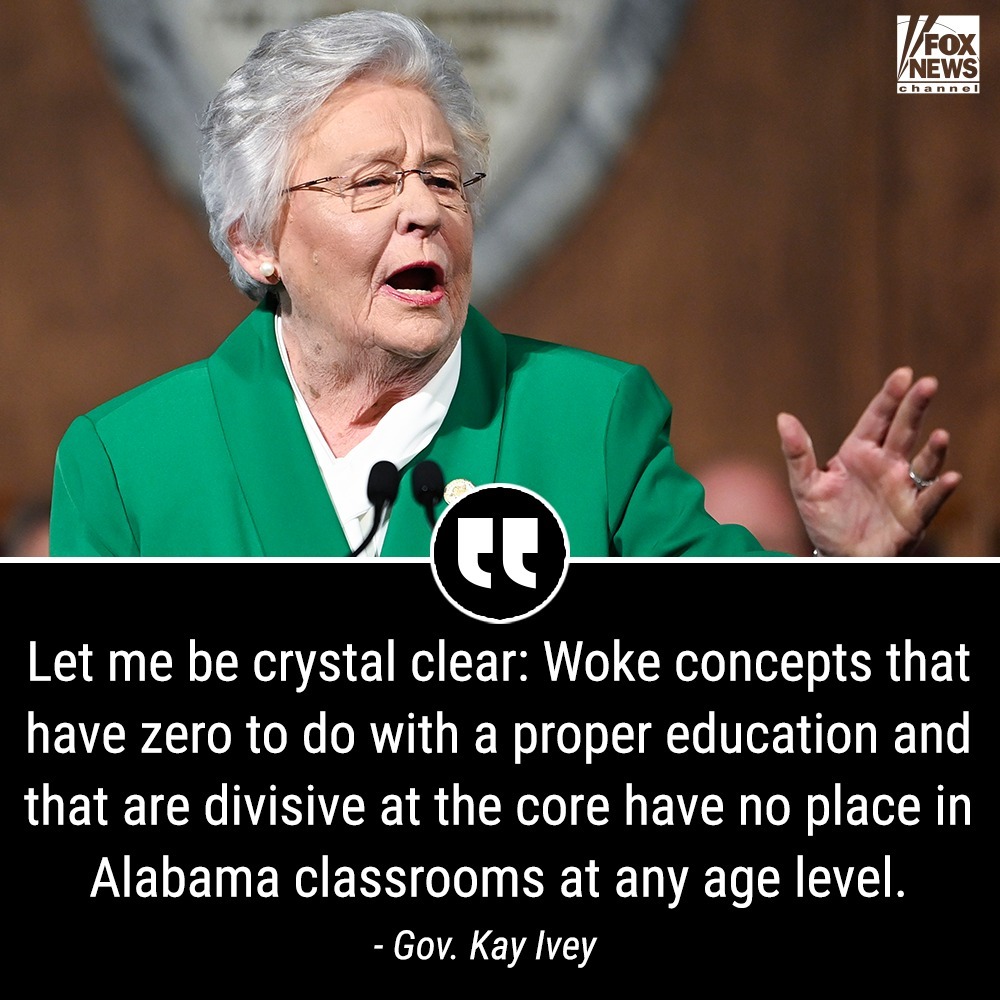 FOX
NEWS
channel
Let me be crystal clear: Woke concepts that
have zero to do with a proper education and
that are divisive at the core have no place in
Alabama classrooms at any age level.
- Gov. Kay Ivey